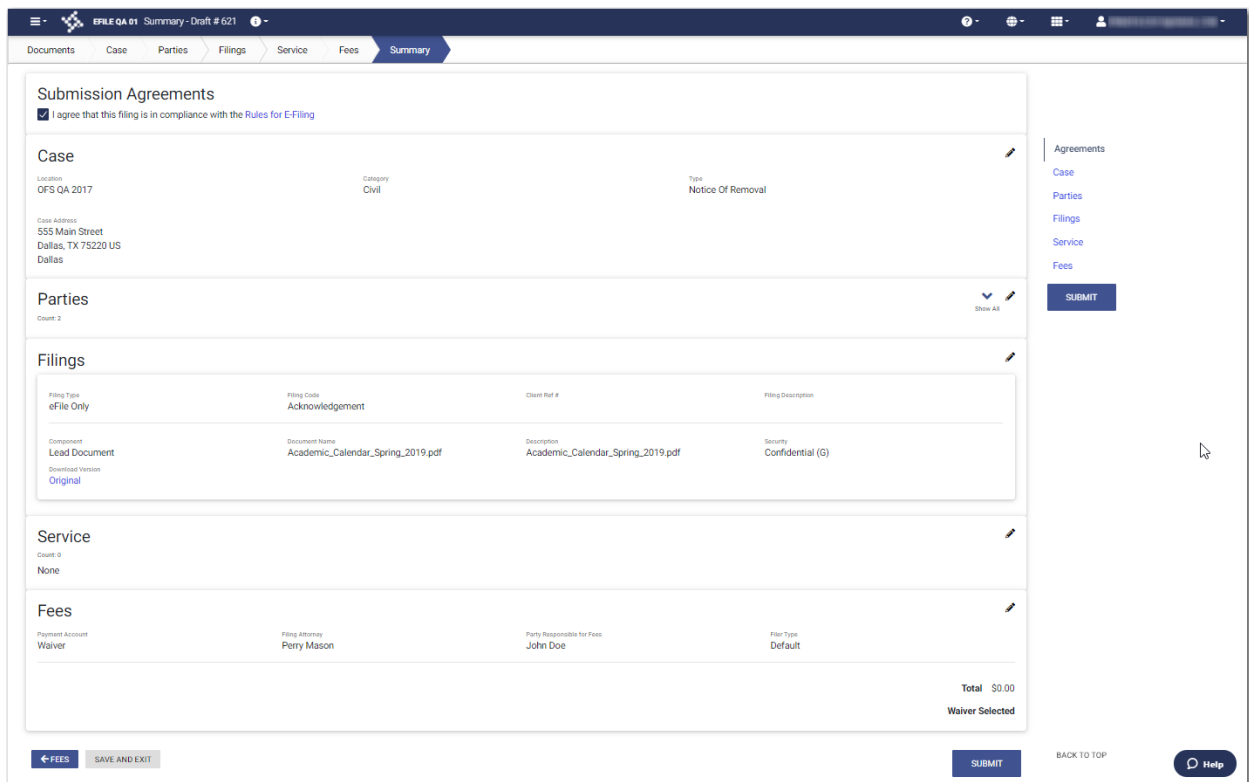 EFILE QA 01 Summary - Draft # 621
Documents Case Parties Filings Service Fees Summary
Submission Agreements
I agree that this filing is in compliance with the Rules for E-Filing
Case
Location Category Type
OFS QA 2017 Civil Notice Of Removal
Case Address
555 Main Street
Dallas, TX 75220 US
Dallas
Parties
Count: 2
Show All
Filings
Filing Type Filing Code Client Ref # Filing Description
eFile Only Acknowledgement
Component Document Name Description Security
Lead Document Academic_Calendar_Spring_2019.pdf Academic_Calendar_Spring_2019.pdf Confidential (G)
Download Version
Original
Service
Count: 0
None
Fees
Payment Account Filing Attorney Party Responsible for Fees Filer Type
Waiver Perry Mason John Doe Default
Total $0.00
Waiver Selected
FEES SAVE AND EXIT SUBMIT
Agreements
Case
Parties
Filings
Service
Fees
SUBMIT
BACK TO TOP
Help